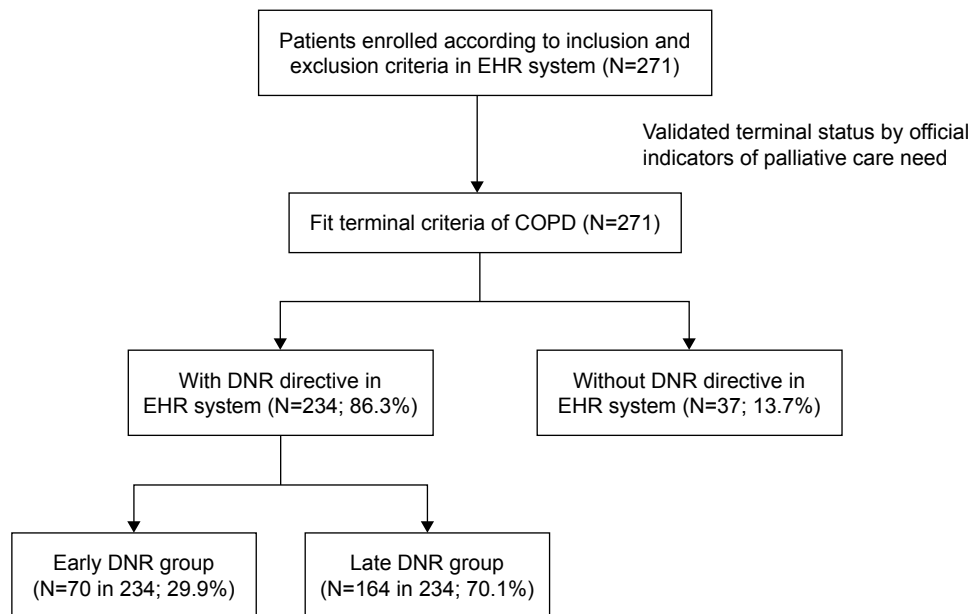 Patients enrolled according to inclusion and
exclusion criteria in EHR system (N=271)
Validated terminal status by official
indicators of palliative care need
Fit terminal criteria of COPD (N=271)
With DNR directive in
EHR system (N=234; 86.3%)
Without DNR directive in
EHR system (N=37; 13.7%)
Early DNR group
(N=70 in 234; 29.9%)
Late DNR group
(N=164 in 234; 70.1%)